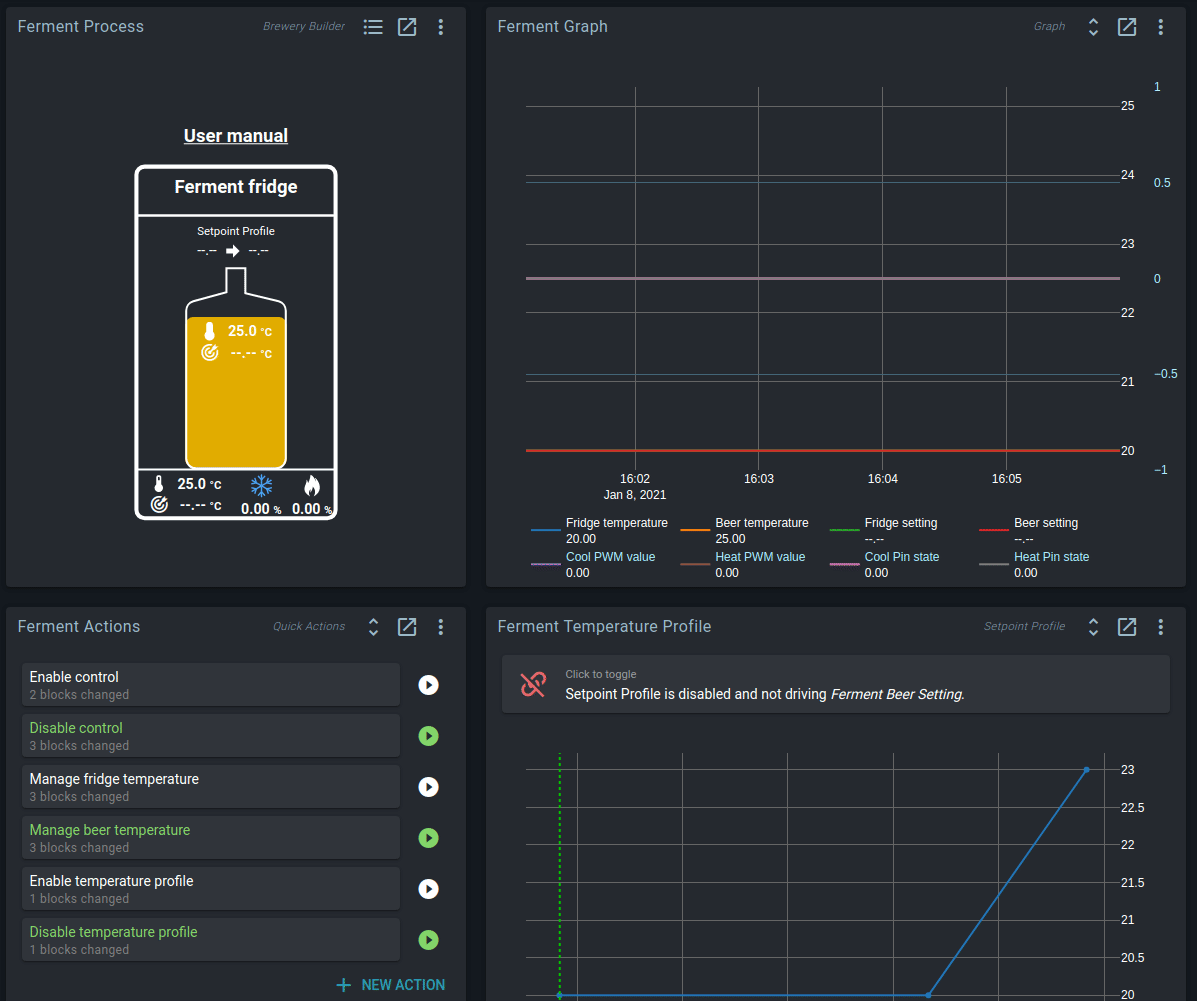 Ferment Process
Brewery Builder
User manual
Ferment fridge
Setpoint Profile
--.-- --.--
25.0 °C
--.-- °C
25.0 °C
--.-- °C
0.00 %
0.00 %
Ferment Graph
Graph
1
25
24
0.5
23
0
22
−0.5
21
20
−1
16:02
16:03
16:04
16:05
Jan 8, 2021
Fridge temperature
20.00
Beer temperature
25.00
Fridge setting
--.--
Beer setting
--.--
Cool PWM value
0.00
Heat PWM value
0.00
Cool Pin state
0.00
Heat Pin state
0.00
Ferment Actions
Quick Actions
Enable control
2 blocks changed
Disable control
3 blocks changed
Manage fridge temperature
3 blocks changed
Manage beer temperature
3 blocks changed
Enable temperature profile
1 blocks changed
Disable temperature profile
1 blocks changed
NEW ACTION
Ferment Temperature Profile
Setpoint Profile
Click to toggle
Setpoint Profile is disabled and not driving Ferment Beer Setting.
23
22.5
22
21.5
21
20.5
20